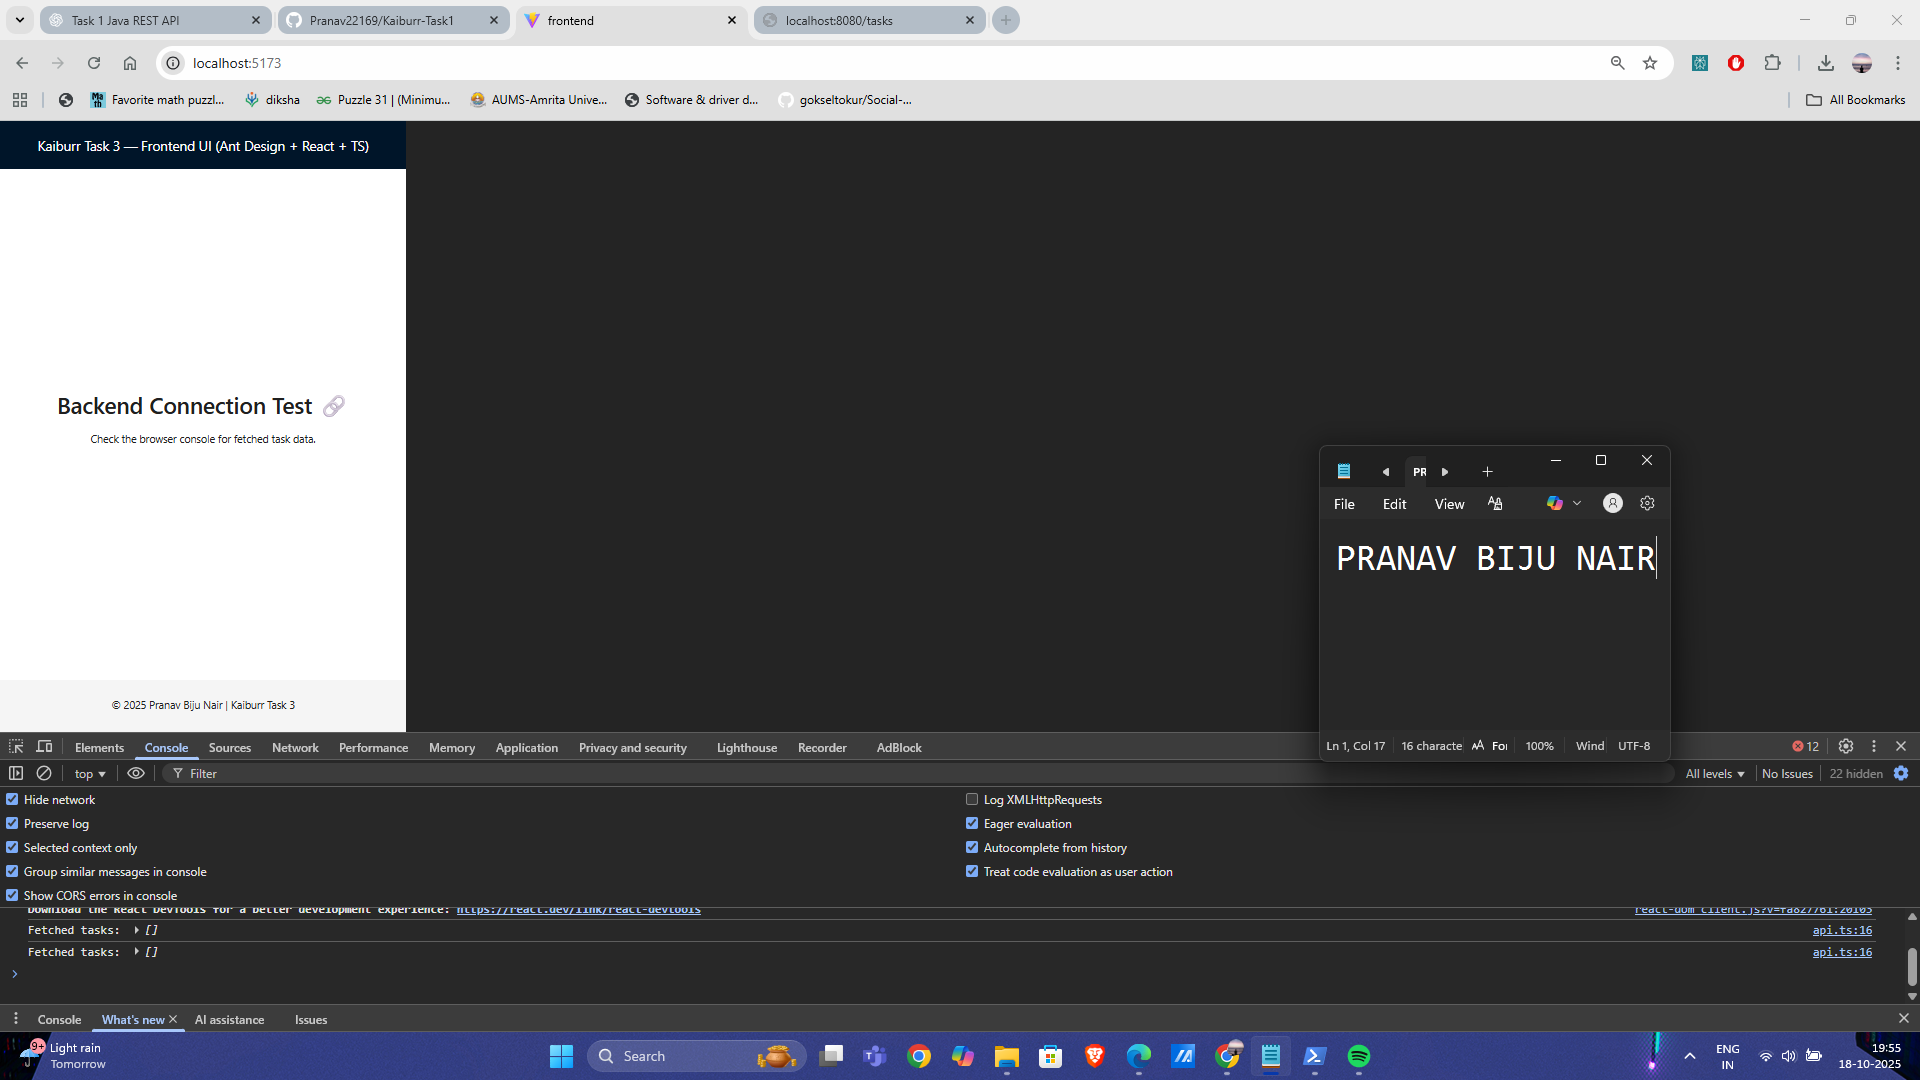 Task 1 Java REST API
Pranav22169/Kaiburr-Task1
frontend
localhost:8080/tasks
localhost:5173
Math
Favorite math puzzl...
diksha
Puzzle 31 | (Minimu...
AUMS-Amrita Unive...
Software & driver d...
gokseltokur/Social-...
All Bookmarks
Kaiburr Task 3 — Frontend UI (Ant Design + React + TS)
Backend Connection Test 🔗
Check the browser console for fetched task data.
© 2025 Pranav Biju Nair | Kaiburr Task 3
PR
File Edit View
PRANAV BIJU NAIR
Ln 1, Col 17 16 characte For 100% Wind UTF-8
Elements Console Sources Network Performance Memory Application Privacy and security Lighthouse Recorder AdBlock 12
top Filter All levels No Issues 22 hidden
Hide network
Log XMLHttpRequests
Preserve log
Eager evaluation
Selected context only
Autocomplete from history
Group similar messages in console
Treat code evaluation as user action
Show CORS errors in console
Download the React DevTools for a better development experience: https://react.dev/link/react-devtools
Fetched tasks: ▶ [] api.ts:16
Fetched tasks: ▶ [] api.ts:16
Console What's new AI assistance Issues
9+
Light rain
Tomorrow
Search
ENG
IN
19:55
18-10-2025